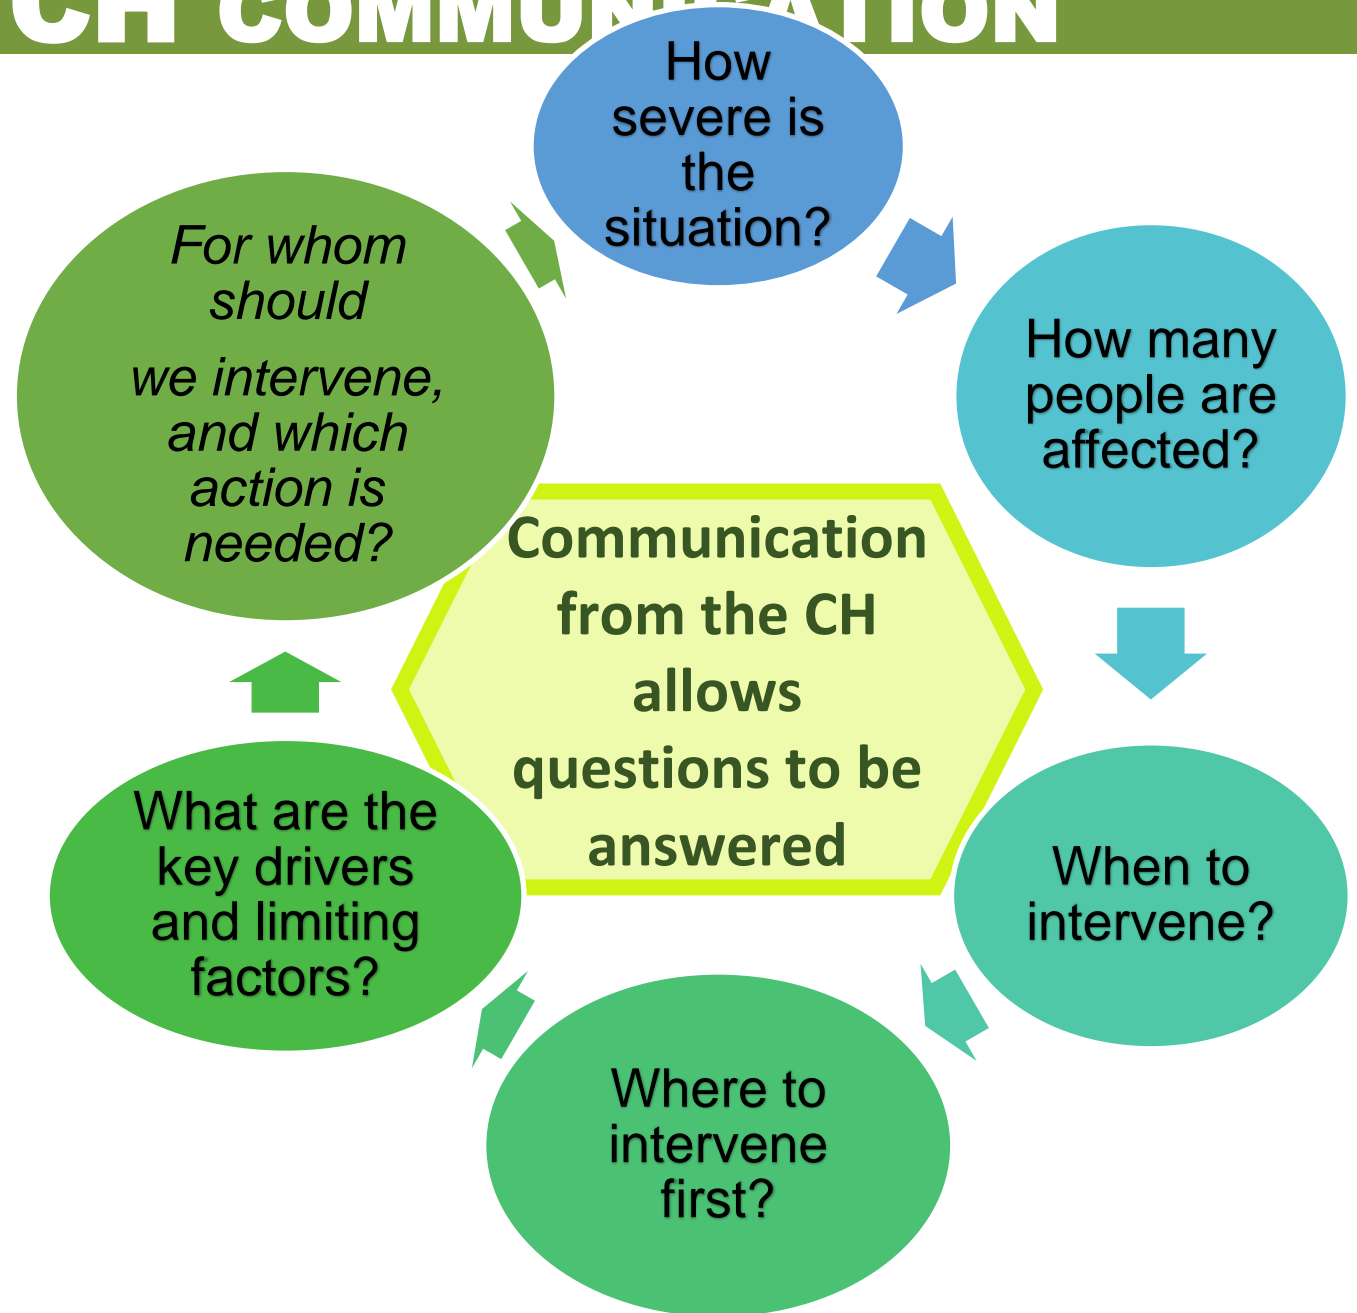 CH COMMUNICATION
How
severe is
the
situation?
How many
people are
affected?
When to
intervene?
Where to
intervene
first?
What are the
key drivers
and limiting
factors?
For whom
should
we intervene,
and which
action is
needed?
Communication
from the CH
allows
questions to be
answered